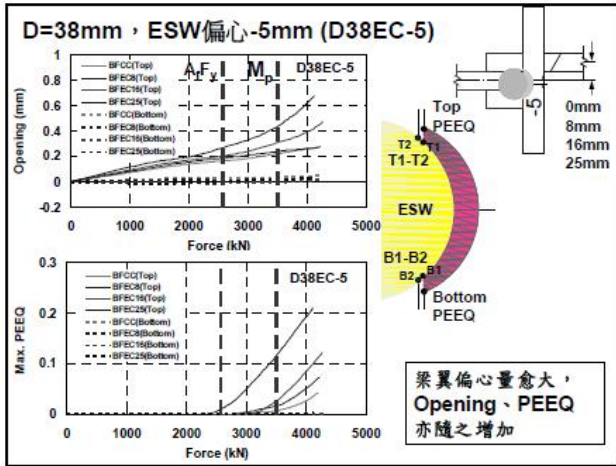 D=38mm，ESW偏心-5mm (D38EC-5)
Opening (mm)
1
0.8
0.6
0.4
0.2
0
-0.2
BFCC(Top)
BFEC8(Top)
BFEC16(Top)
BFEC25(Top)
BFCC(Bottom)
BFEC8(Bottom)
BFEC16(Bottom)
BFEC25(Bottom)
AfFy
Mp
D38EC-5
0 1000 2000 3000 4000 5000
Force (kN)
Max. PEEQ
0.3
0.2
0.1
0
BFCC(Top)
BFEC8(Top)
BFEC16(Top)
BFEC25(Top)
BFCC(Bottom)
BFEC8(Bottom)
BFEC16(Bottom)
BFEC25(Bottom)
D38EC-5
0 1000 2000 3000 4000 5000
Force (kN)
-5
0mm
8mm
16mm
25mm
Top
PEEQ
T2 T1
T1-T2
ESW
B1-B2
B2 B1
Bottom
PEEQ
梁翼偏心量愈大，
Opening、PEEQ
亦隨之增加